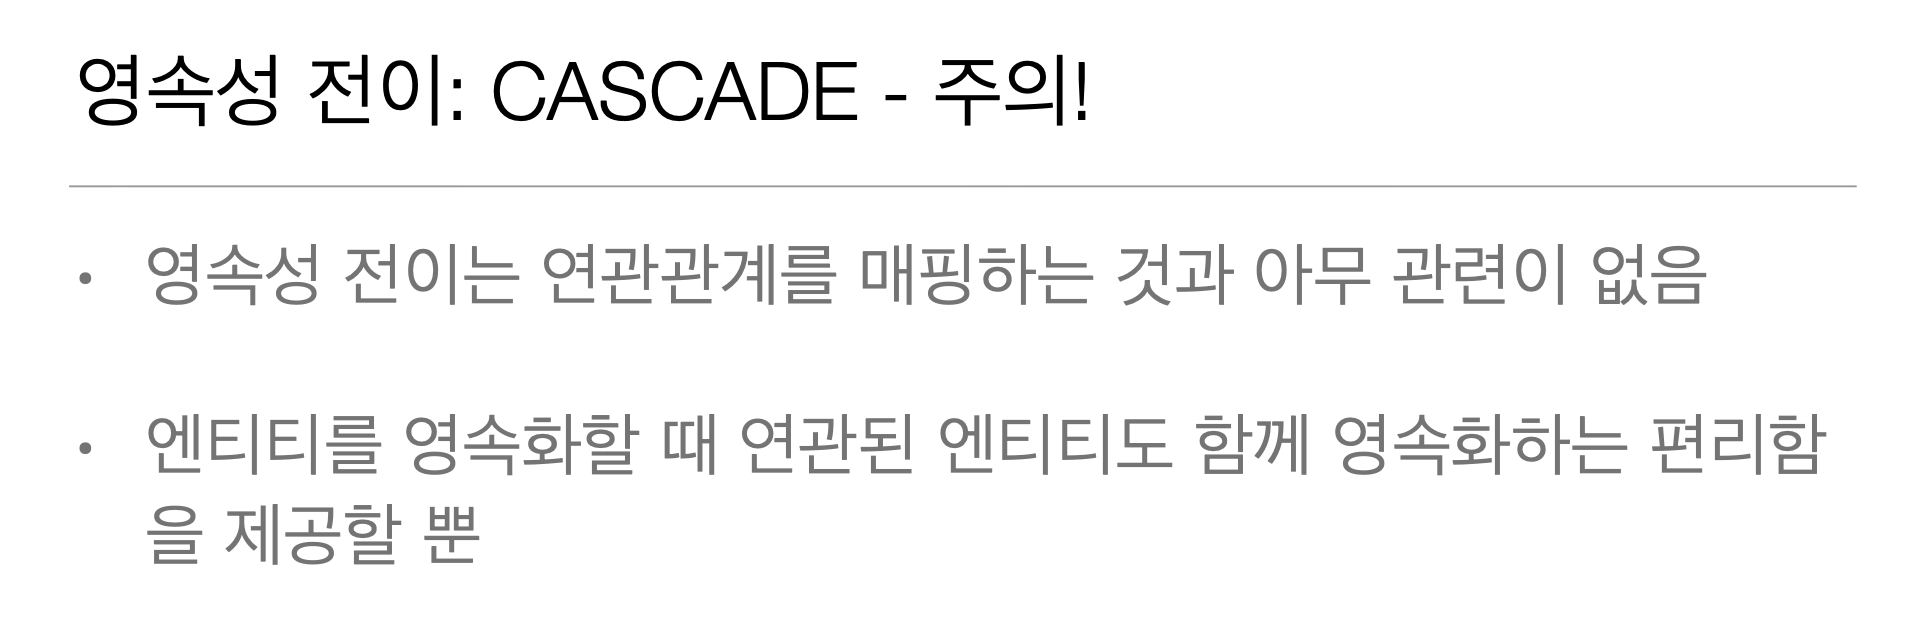 영속성 전이: CASCADE - 주의!
• 영속성 전이는 연관관계를 매핑하는 것과 아무 관련이 없음
• 엔티티를 영속화할 때 연관된 엔티티도 함께 영속화하는 편리함
을 제공할 뿐